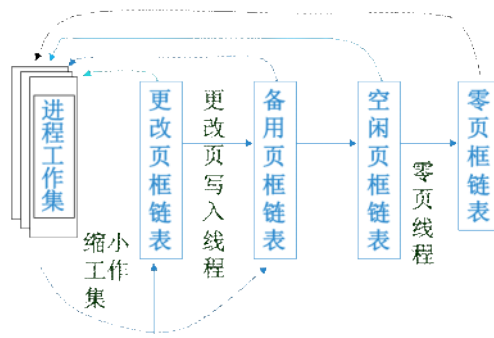 进程工作集
更改页框链表
更改页写入线程
备用页框链表
空闲页框链表
零页线程
零页框链表
缩小
工作
集